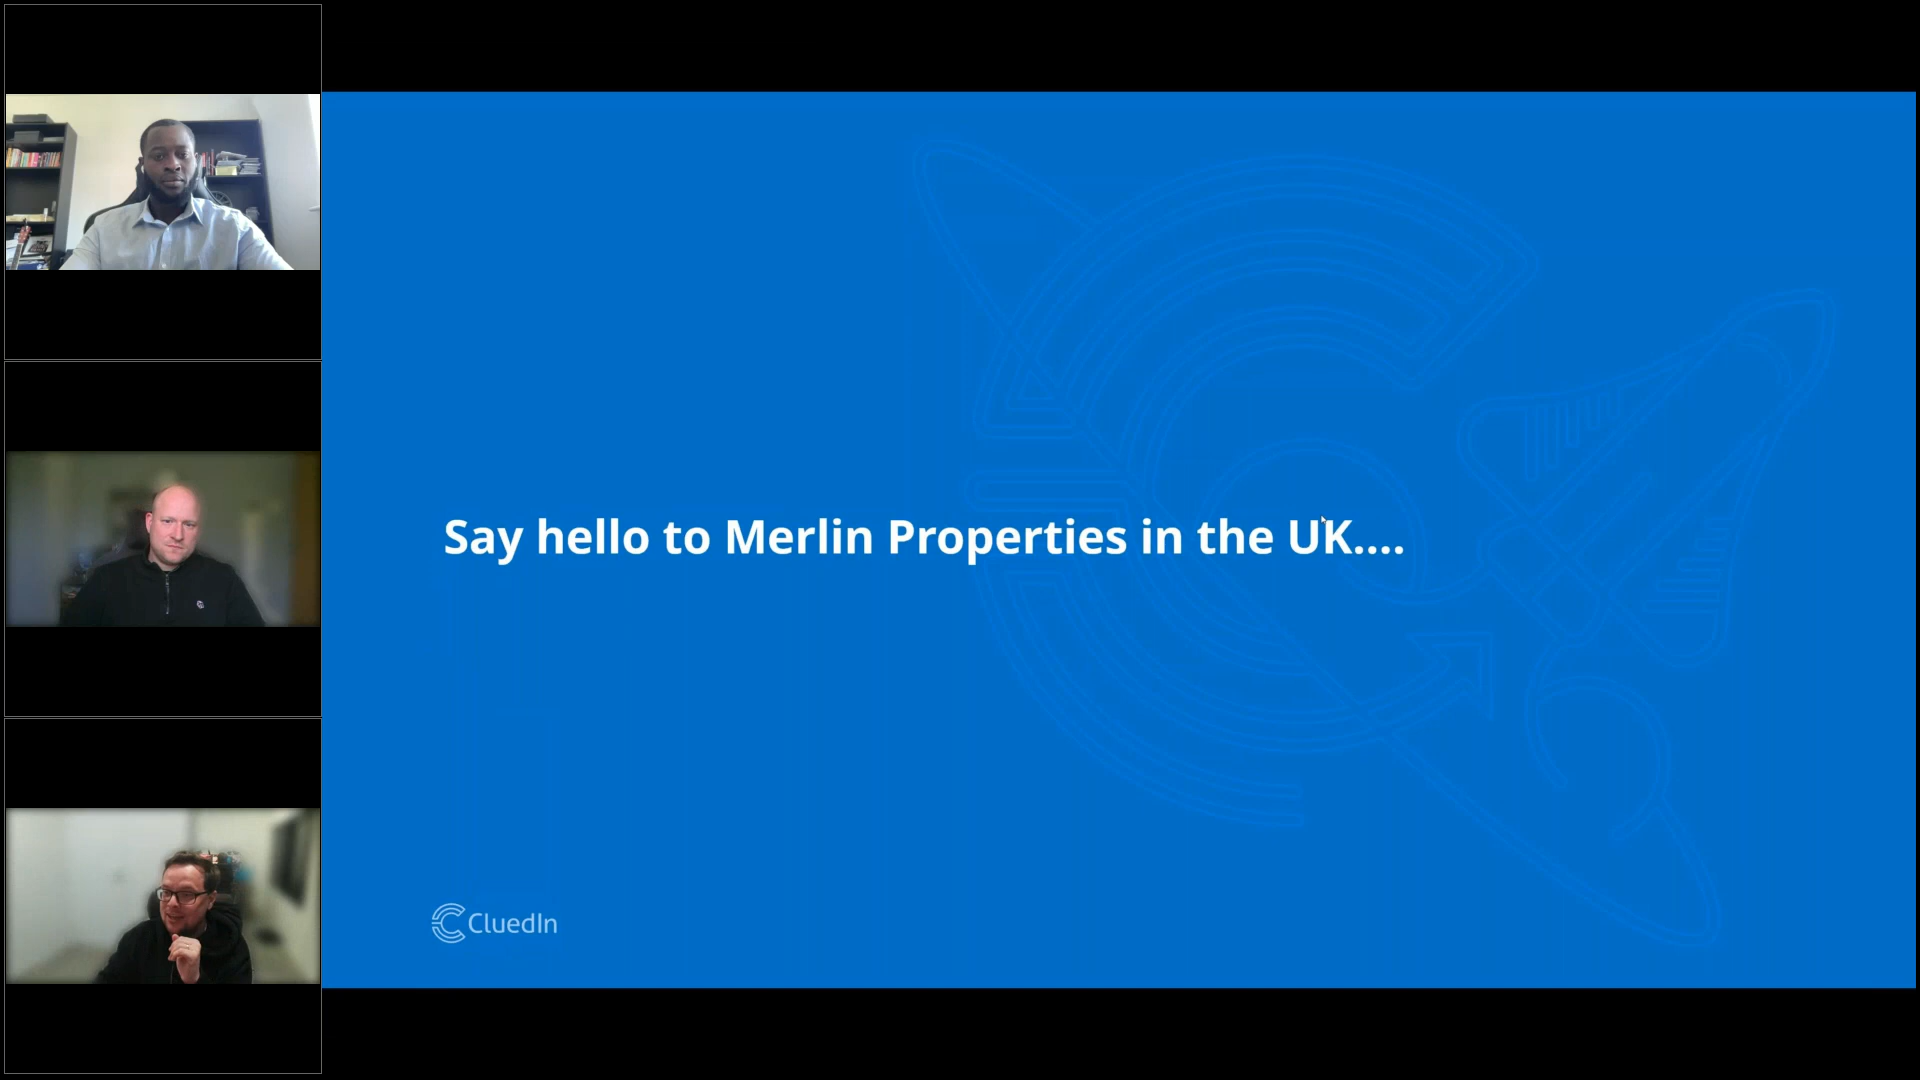 Say hello to Merlin Properties in the UK....
CluedIn